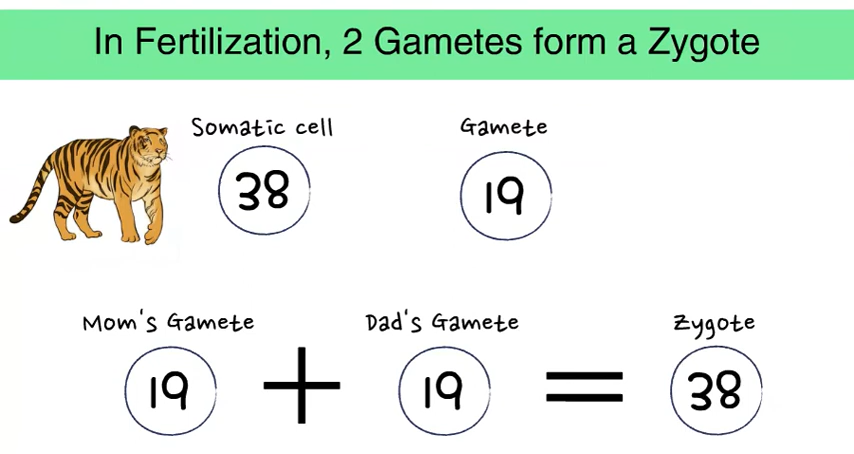 In Fertilization, 2 Gametes form a Zygote
Somatic cell
Gamete
38
19
Mom's Gamete
Dad's Gamete
Zygote
19 + 19 = 38